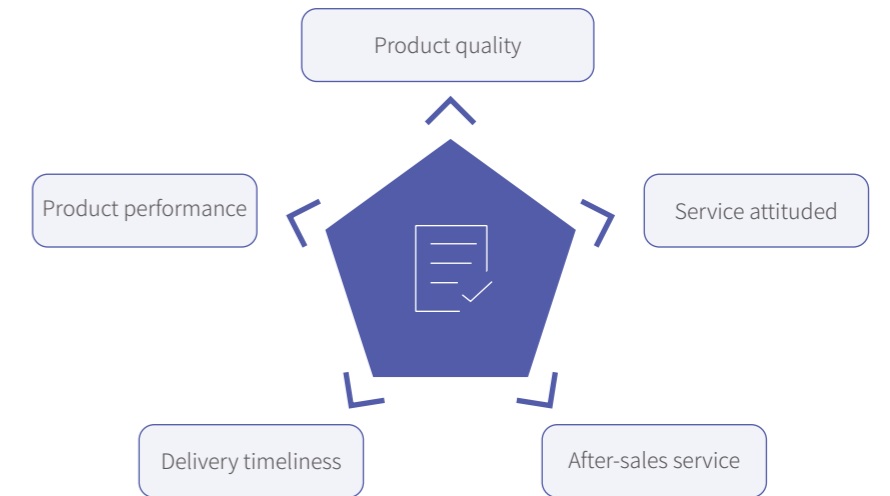 Product quality
Product performance
Service attituded
Delivery timeliness
After-sales service